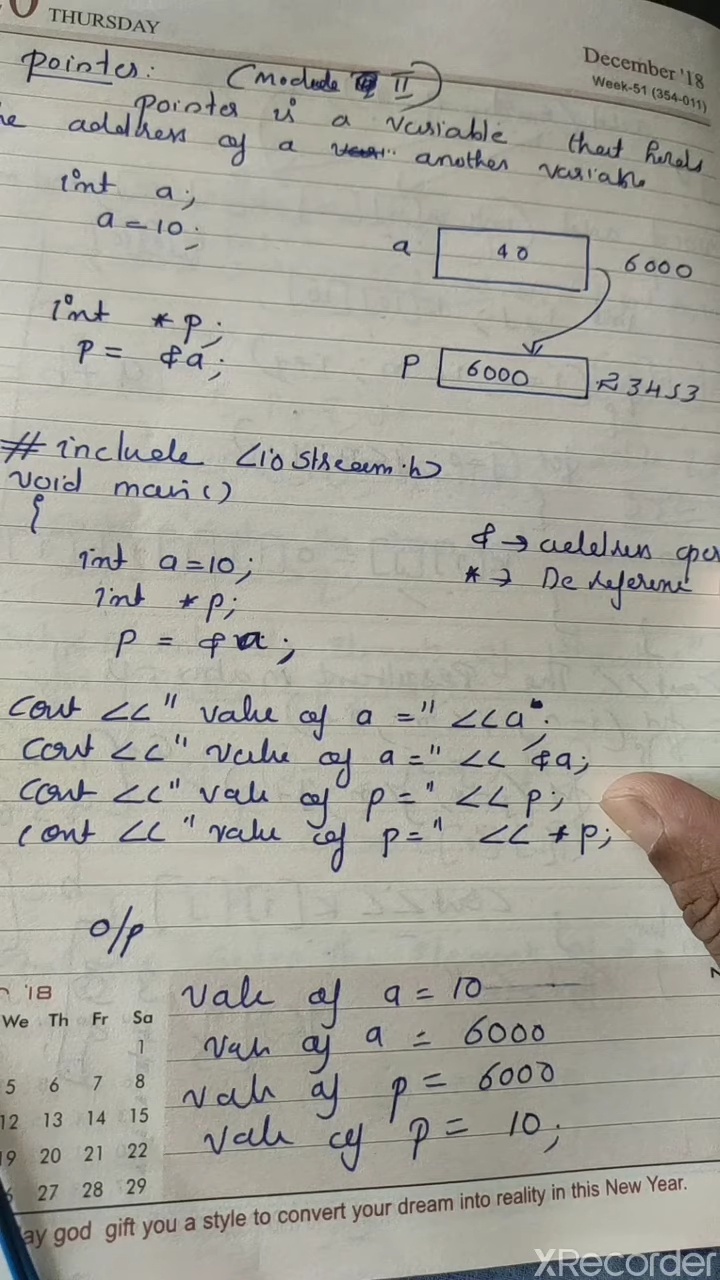 THURSDAY
December '18
Week-51 (354-011)
pointer: (Module II)
pointer is a variable that holds
he address of a another variable
int a;
a = 10;
a 10 6000
int *p;
p = &a;
p 6000 23453
# include <iostream.h>
void main()
{
& → address oper
int a=10;
* → De reference
int *p;
p = &a;
cout <<" value of a =" <<a;
cout <<" value of a =" << &a;
cout <<" value of p =" << p;
cout <<" value of p =" << *p;
o/p
'18
We Th Fr Sa
1
5 6 7 8
12 13 14 15
19 20 21 22
27 28 29
value of a = 10
value of a = 6000
value of p = 6000
value of p = 10;
ay god gift you a style to convert your dream into reality in this New Year.
XRecorder